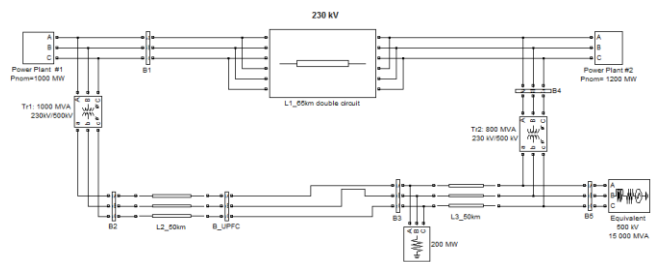 230 kV
A
B
C
Power Plant #1
Pnom=1000 MW
B1
L1_65km double circuit
A
B
C
Power Plant #2
Pnom= 1200 MW
B4
Tr1: 1000 MVA
230kV/500kV
A B C
a b c
Tr2: 800 MVA
230 kV/500 kV
A B C
a b c
B2
L2_50km
B_UPFC
B3
L3_50km
B5
A
B
C
Equivalent
500 kV
15 000 MVA
A B C
200 MW